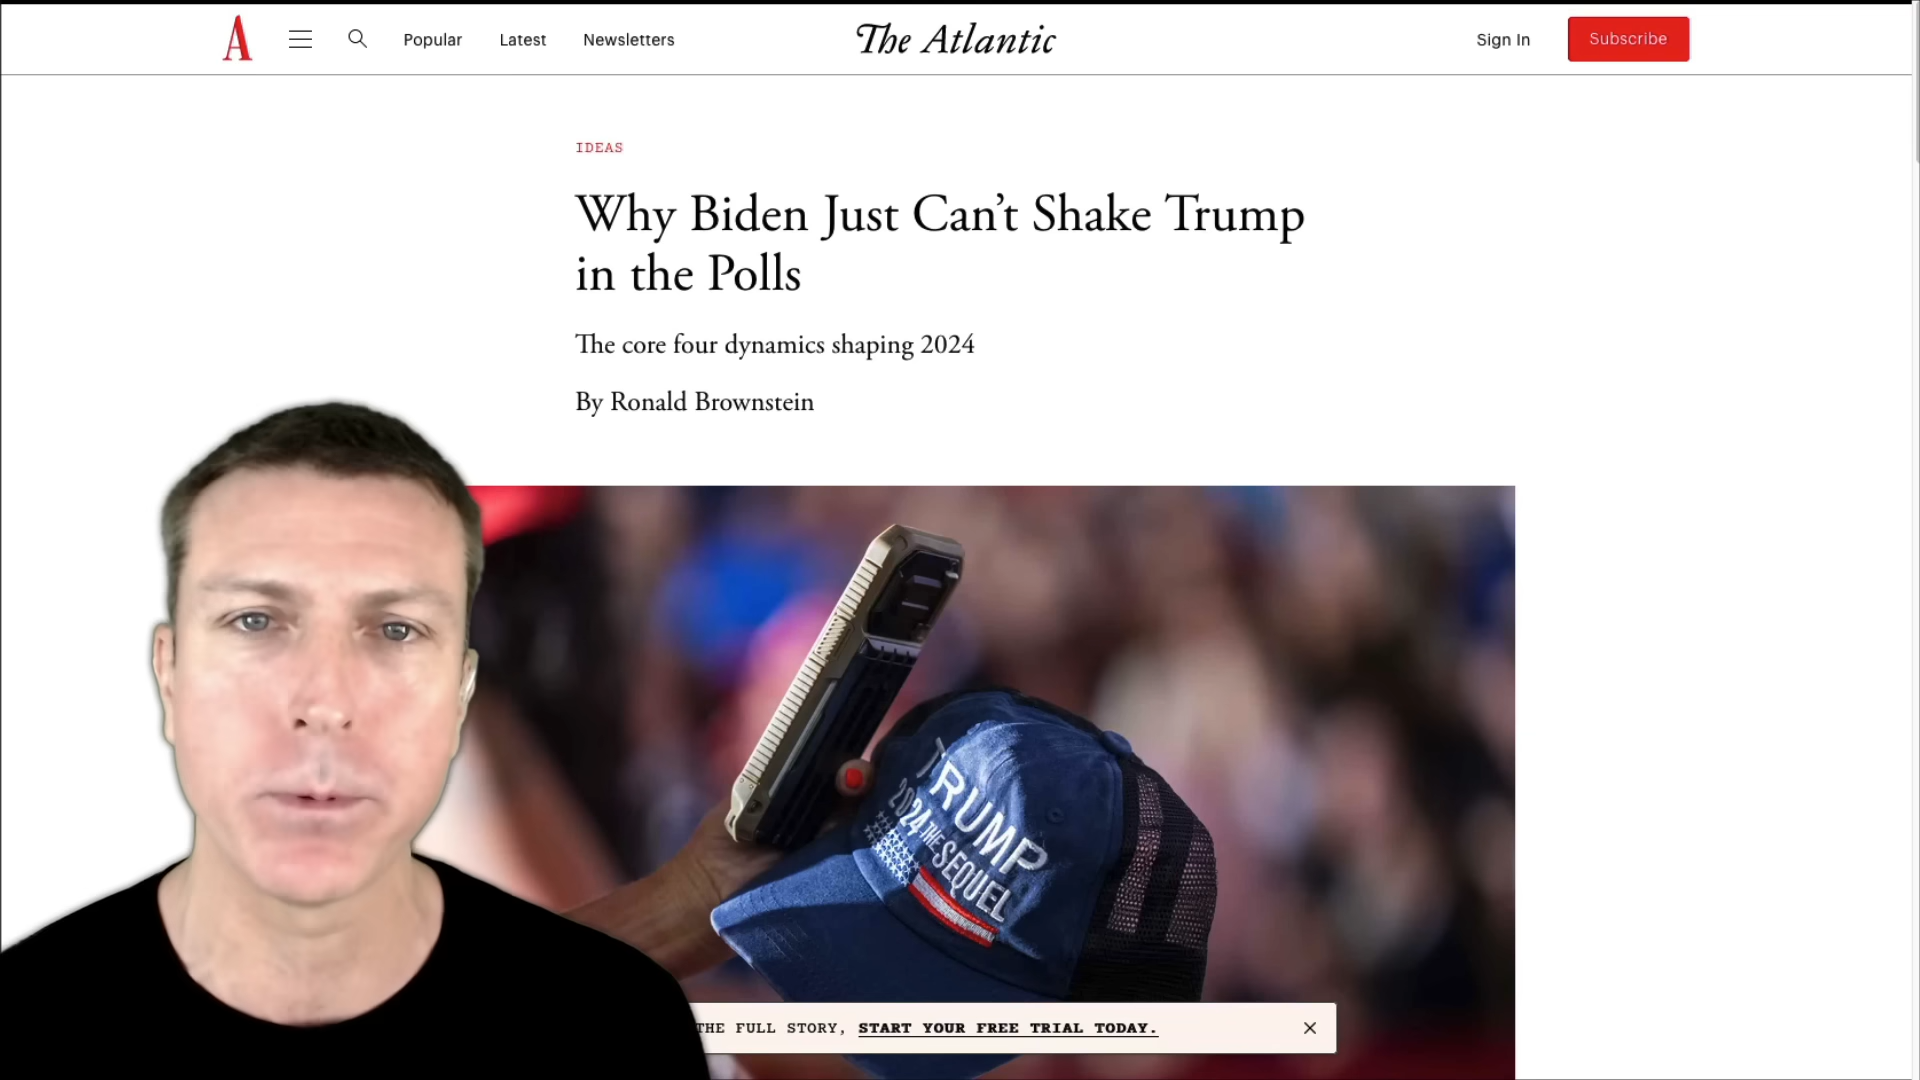 A
Popular
Latest
Newsletters
The Atlantic
Sign In
Subscribe
IDEAS
Why Biden Just Can’t Shake Trump
in the Polls
The core four dynamics shaping 2024
By Ronald Brownstein
TRUMP
2024 THE SEQUEL
THE FULL STORY, START YOUR FREE TRIAL TODAY.